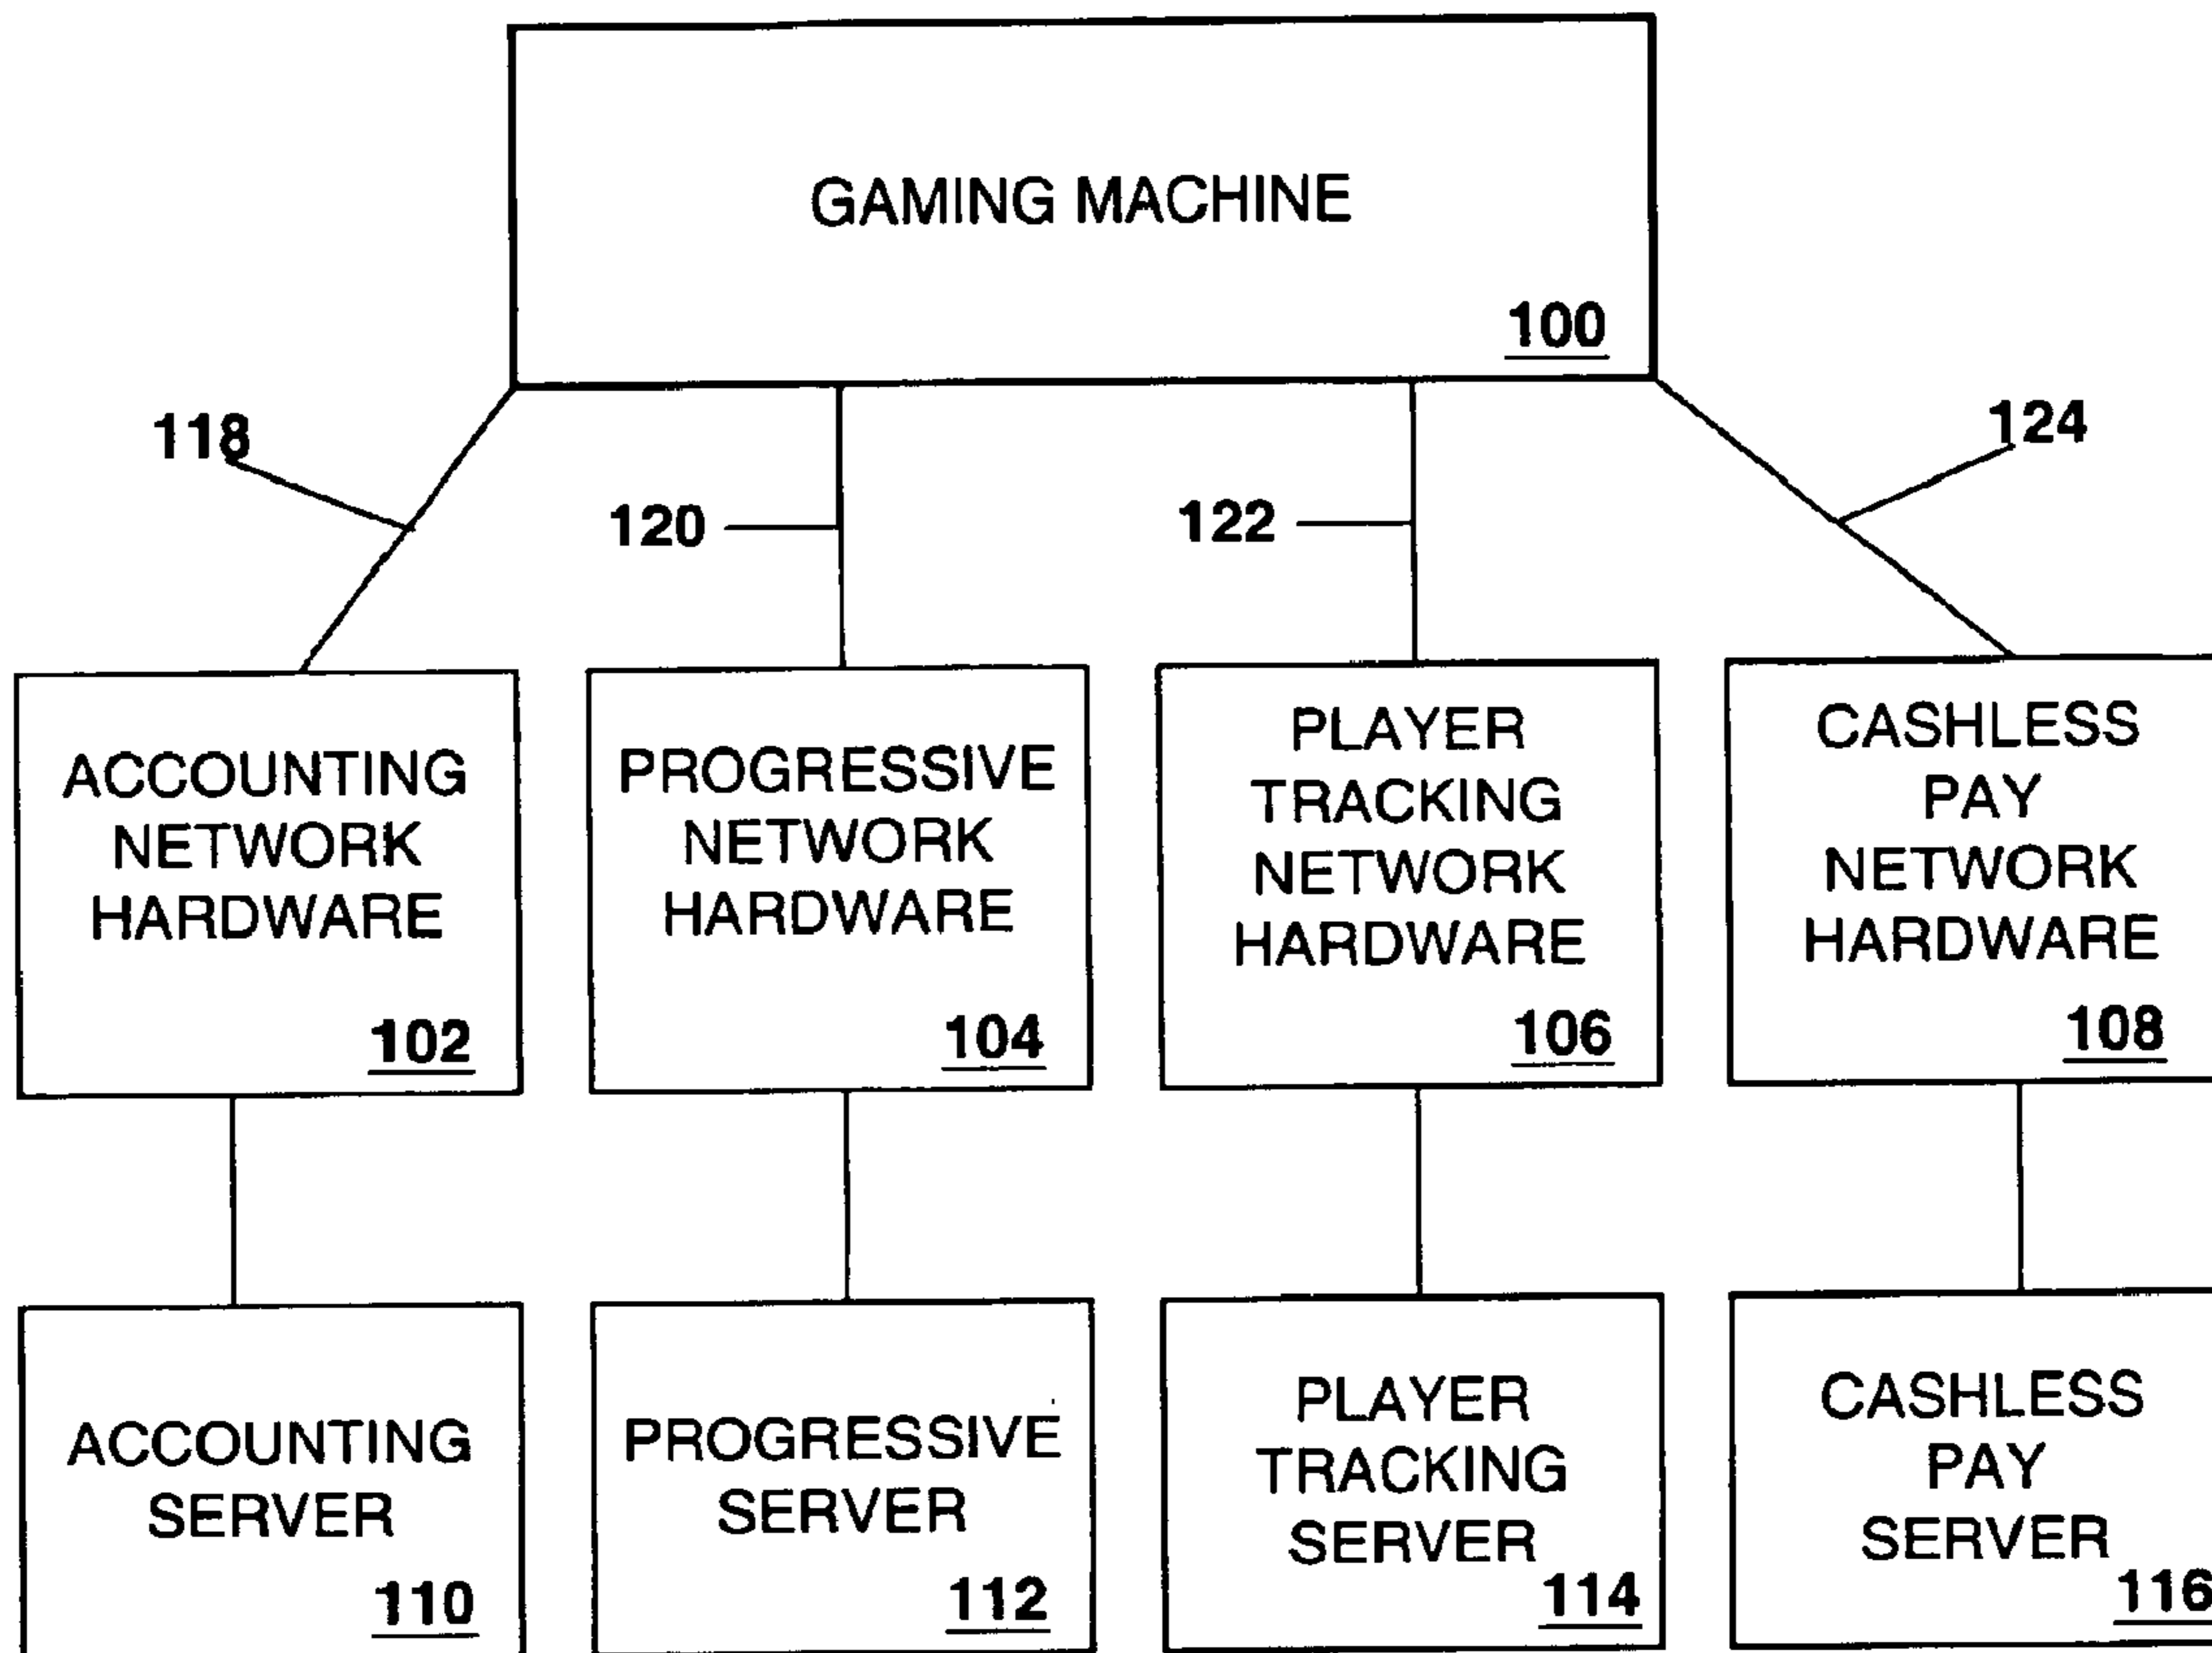 GAMING MACHINE
100
118
120
122
124
ACCOUNTING
NETWORK
HARDWARE
102
PROGRESSIVE
NETWORK
HARDWARE
104
PLAYER
TRACKING
NETWORK
HARDWARE
106
CASHLESS
PAY
NETWORK
HARDWARE
108
ACCOUNTING
SERVER
110
PROGRESSIVE
SERVER
112
PLAYER
TRACKING
SERVER
114
CASHLESS
PAY
SERVER
116